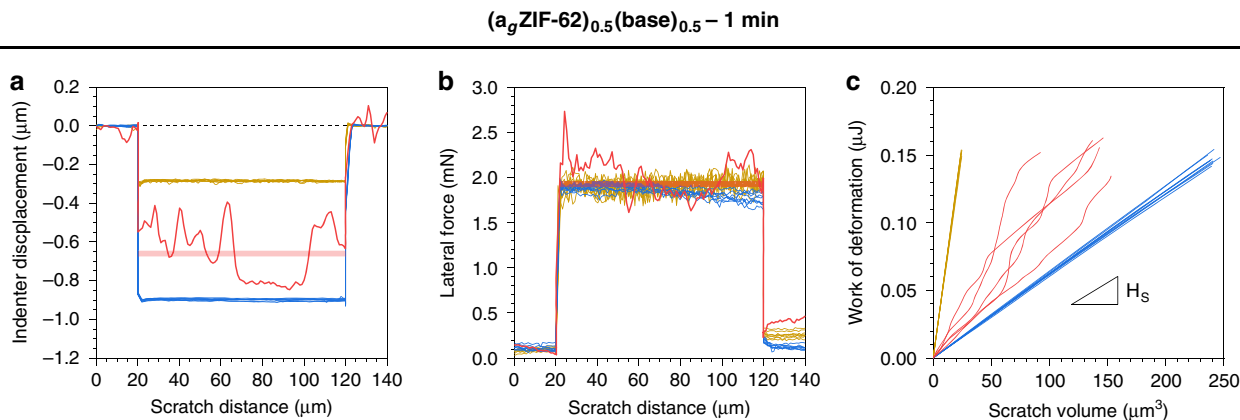 (agZIF-62)0.5(base)0.5 – 1 min
a
Indenter discplacement (µm)
0.2
0.0
−0.2
−0.4
−0.6
−0.8
−1.0
−1.2
0 20 40 60 80 100 120 140
Scratch distance (µm)
b
Lateral force (mN)
3.0
2.5
2.0
1.5
1.0
0.5
0.0
0 20 40 60 80 100 120 140
Scratch distance (µm)
c
Work of deformation (µJ)
0.20
0.15
0.10
0.05
0.00
HS
0 50 100 150 200 250
Scratch volume (µm³)